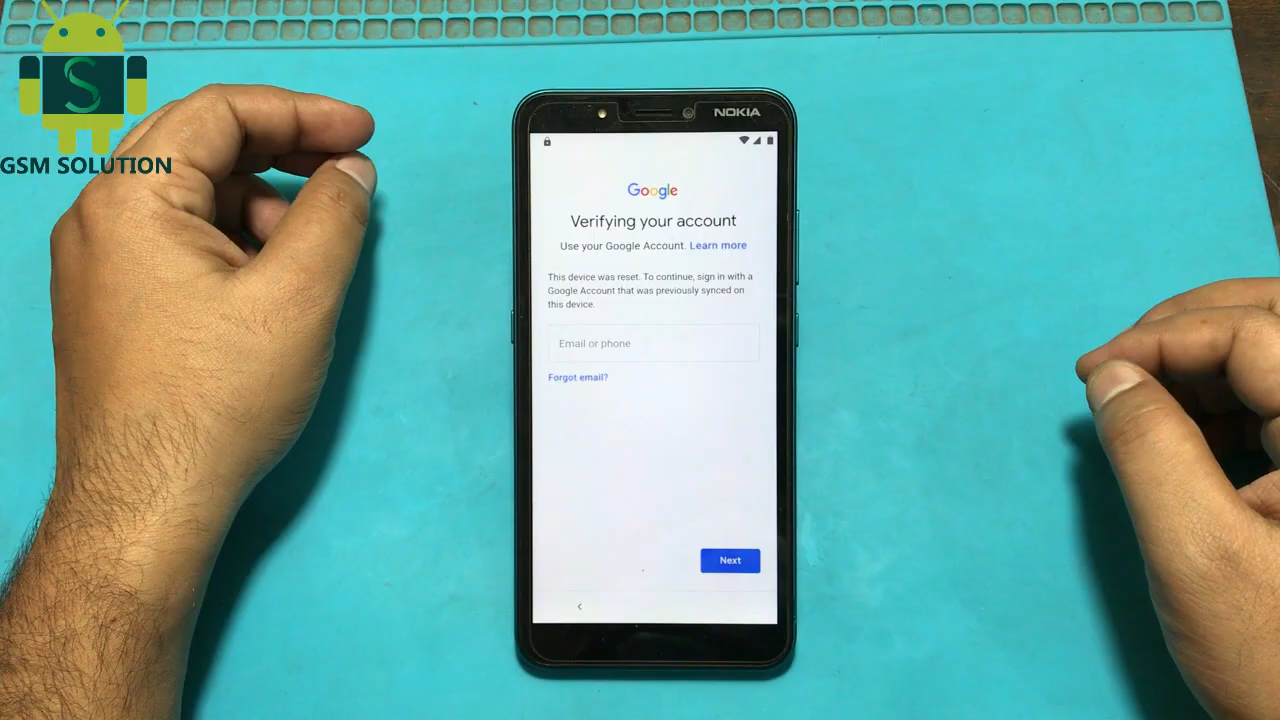 S
GSM SOLUTION
NOKIA
Google
Verifying your account
Use your Google Account. Learn more
This device was reset. To continue, sign in with a
Google Account that was previously synced on
this device.
Email or phone
Forgot email?
Next